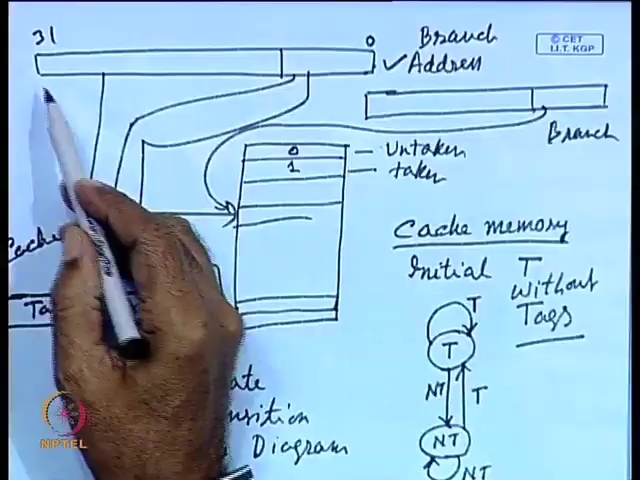 31
0
Branch
Address
© CET
I.I.T. KGP
Branch
0
Untaken
1
taken
Cache
Cache memory
Initial T
without
Tags
Ta
T
T
NT
T
NT
NT
ate
Diagram
NPTEL